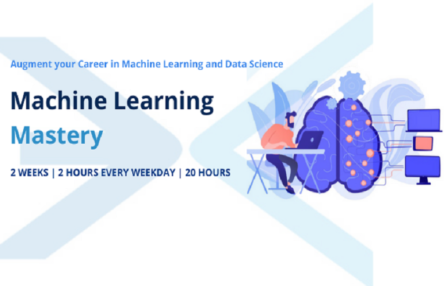 Augment your Career in Machine Learning and Data Science
Machine Learning
Mastery
2 WEEKS | 2 HOURS EVERY WEEKDAY | 20 HOURS